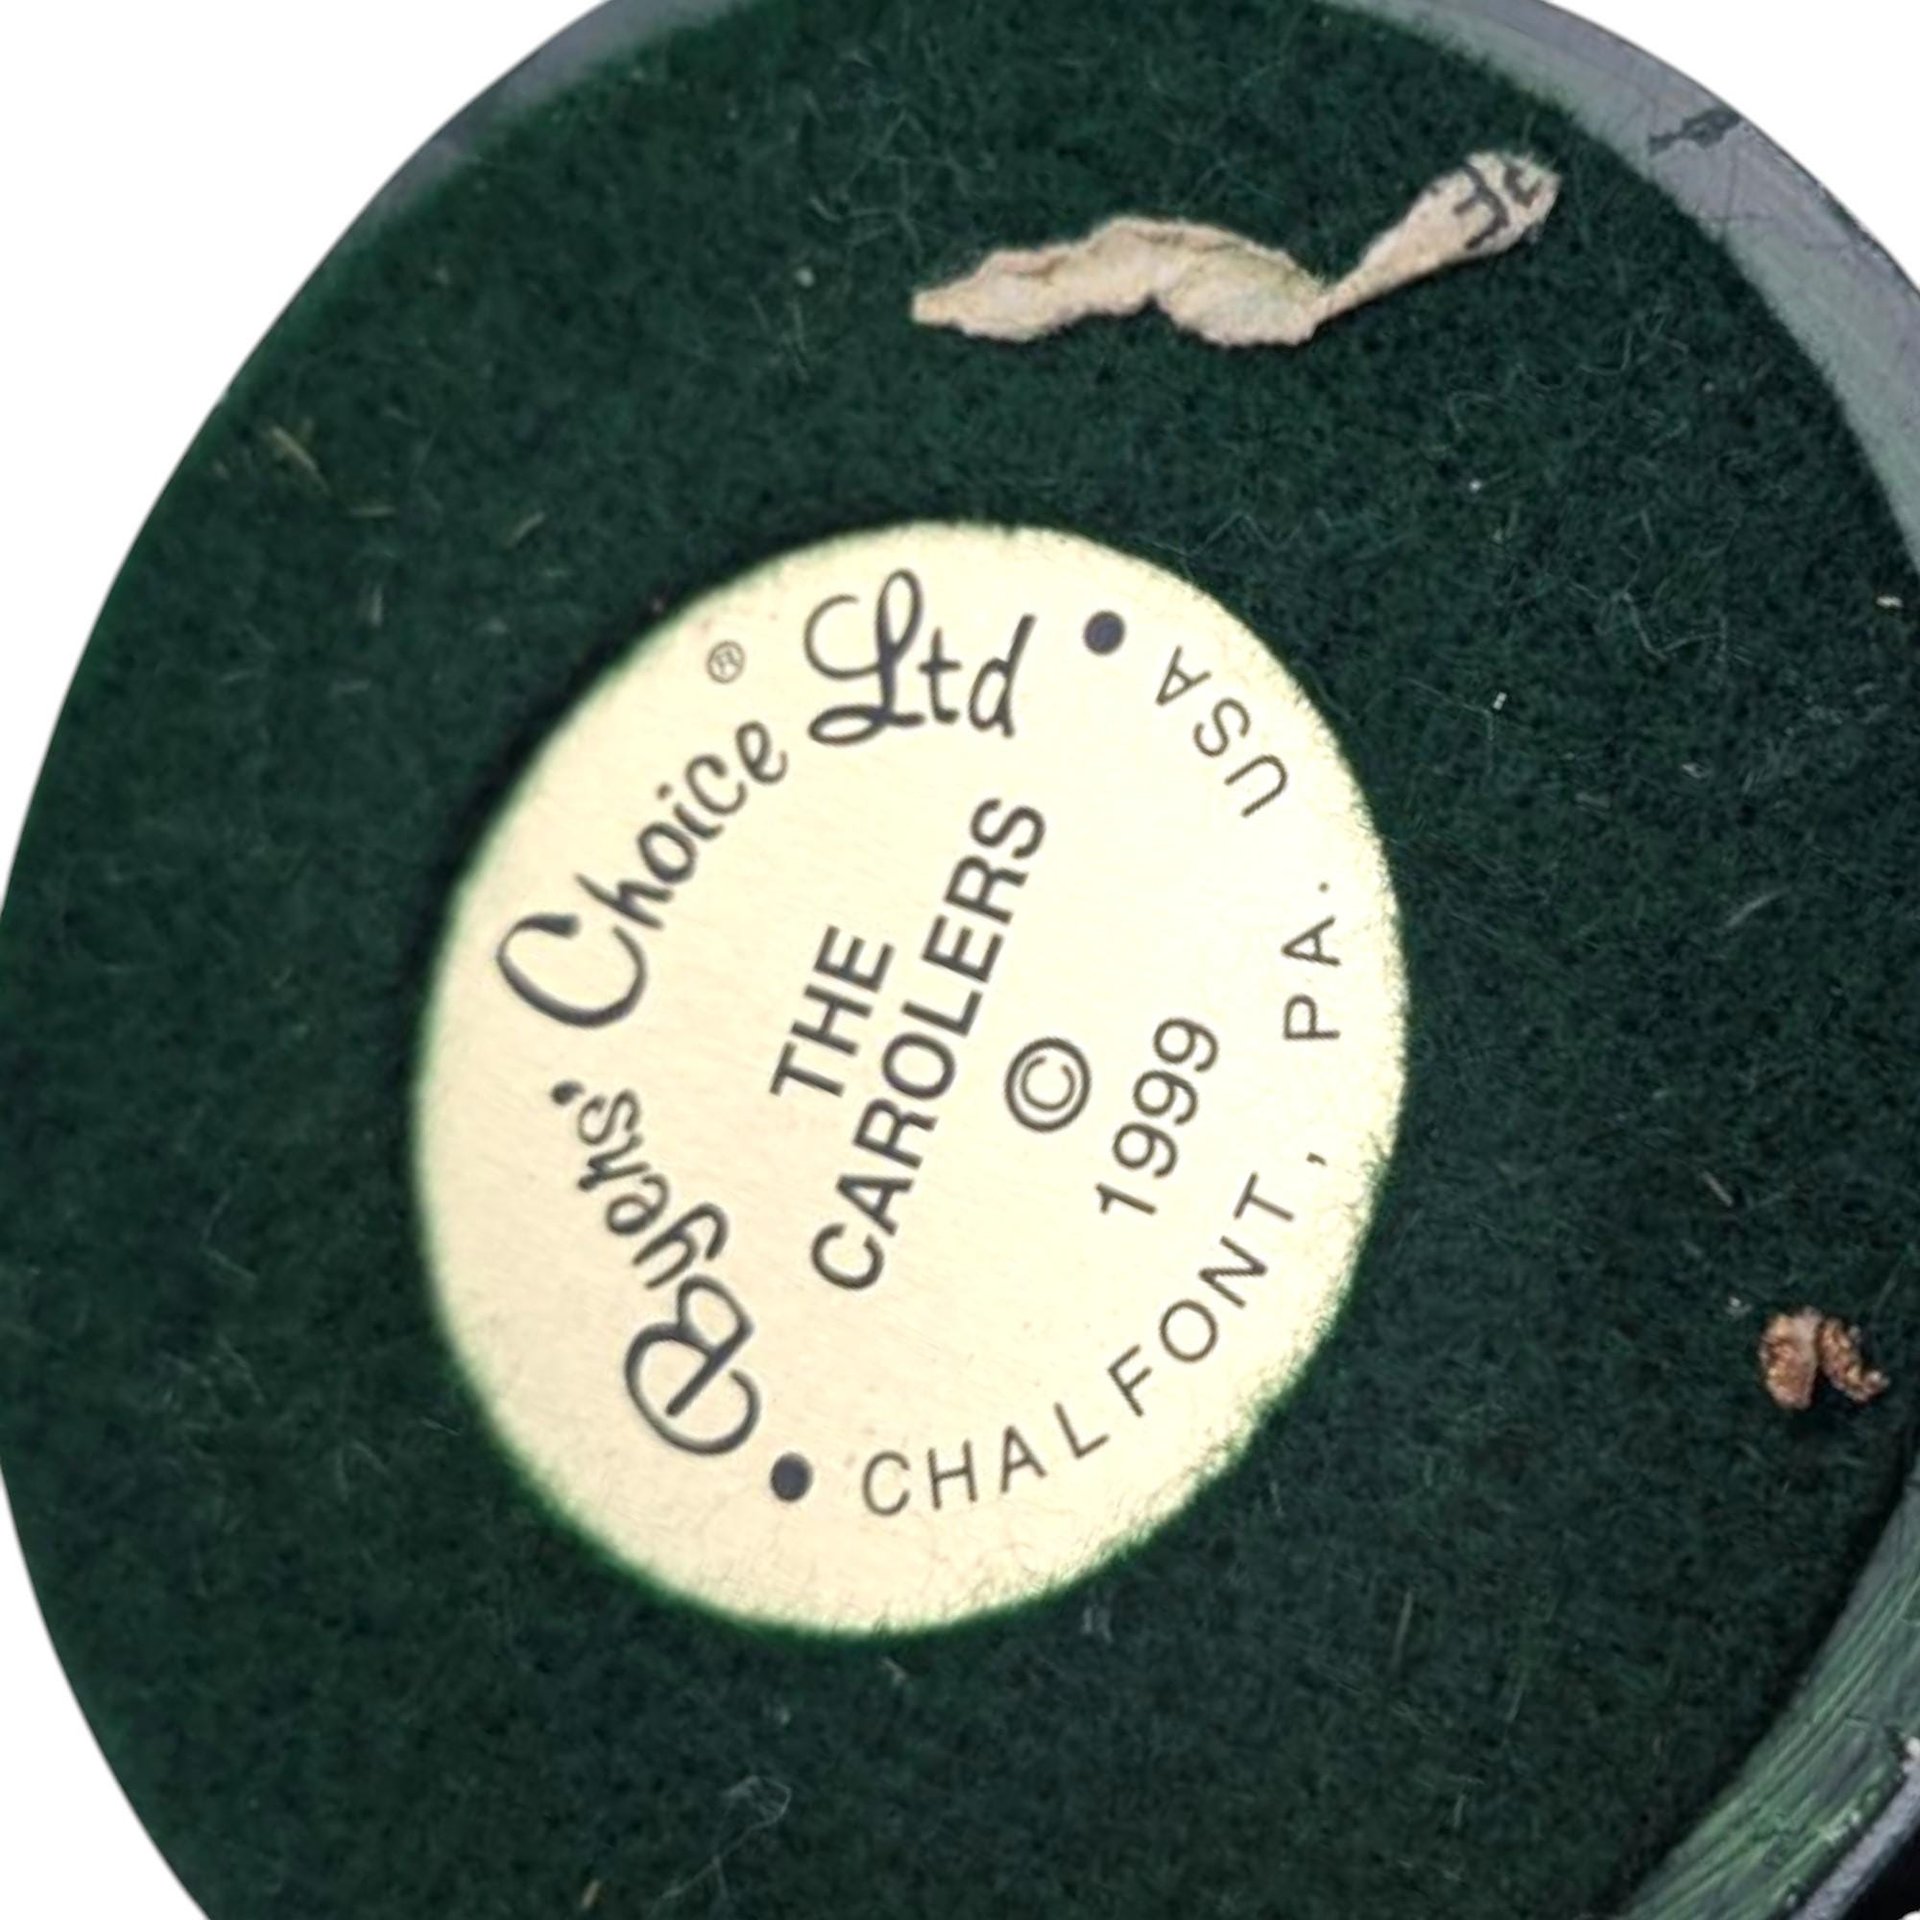 Byers' Choice® Ltd
THE
CAROLERS
©
1999
• CHALFONT, PA. USA •